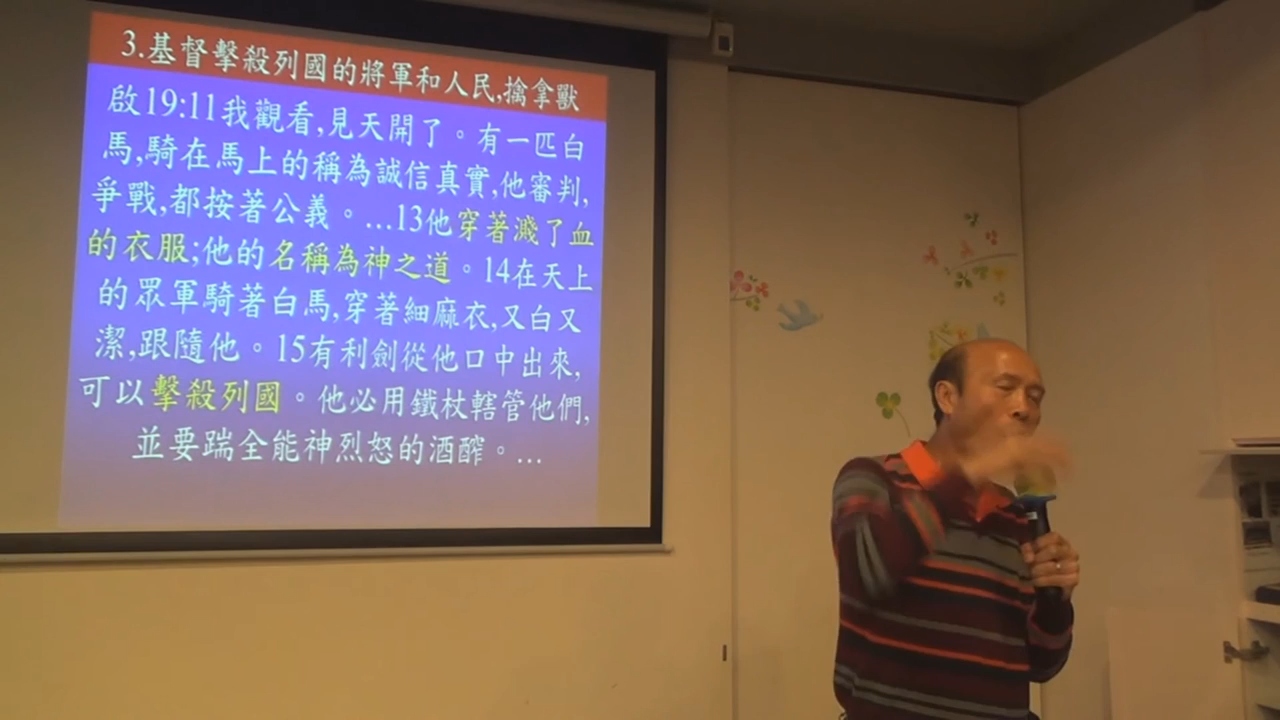 3.基督擊殺列國的將軍和人民,擒拿獸
啟19:11我觀看,見天開了。有一匹白
馬,騎在馬上的稱為誠信真實,他審判,
爭戰,都按著公義。…13他穿著濺了血
的衣服;他的名稱為神之道。14在天上
的眾軍騎著白馬,穿著細麻衣,又白又
潔,跟隨他。15有利劍從他口中出來,
可以擊殺列國。他必用鐵杖轄管他們,
並要踹全能神烈怒的酒醡。…